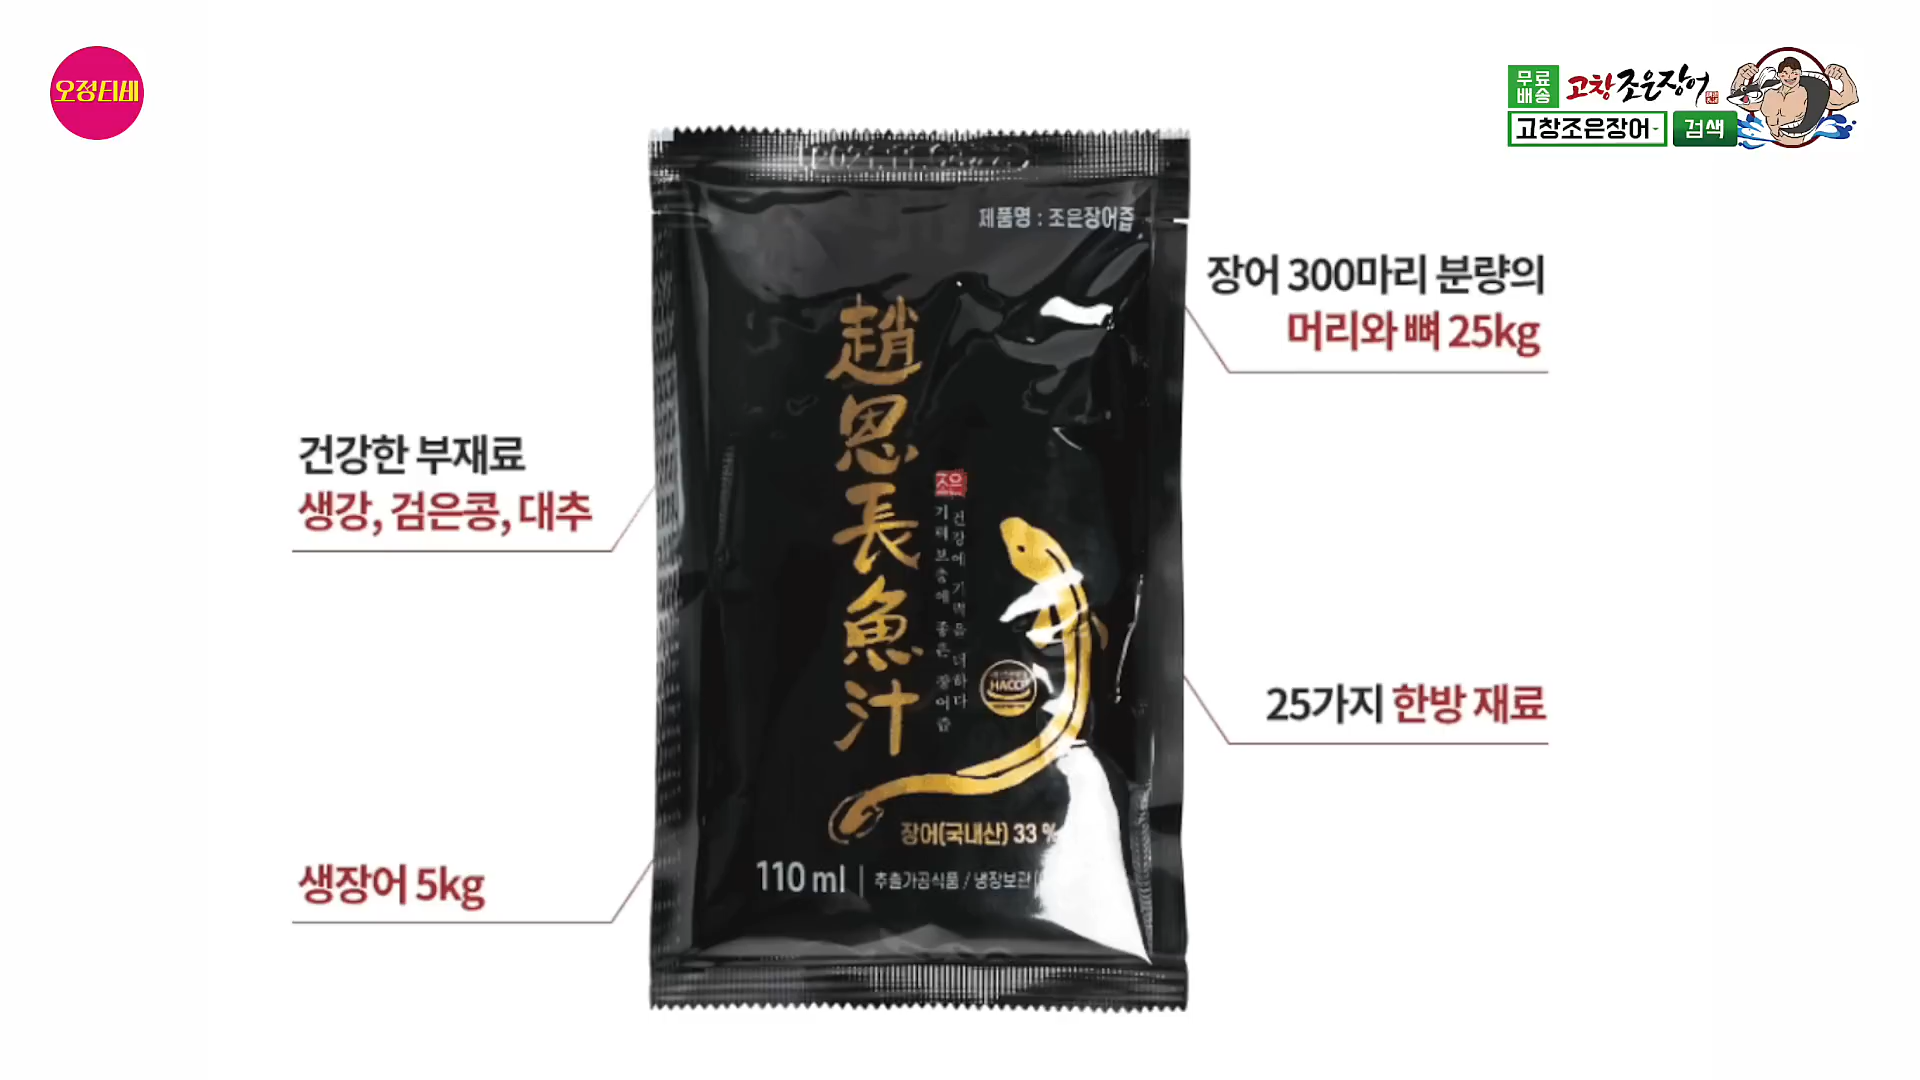 오정티비
무료
배송
고창조은장어
고창조은장어
검색
제품명 : 조은장어즙
장어 300마리 분량의
머리와 뼈 25kg
趙恩長魚汁
조은
건강에 기력을 더하다
기력보충에 좋은 장어즙
건강한 부재료
생강, 검은콩, 대추
HACCP
25가지 한방 재료
장어(국내산) 33 %
생장어 5kg
110 ml | 추출가공식품 / 냉장보관